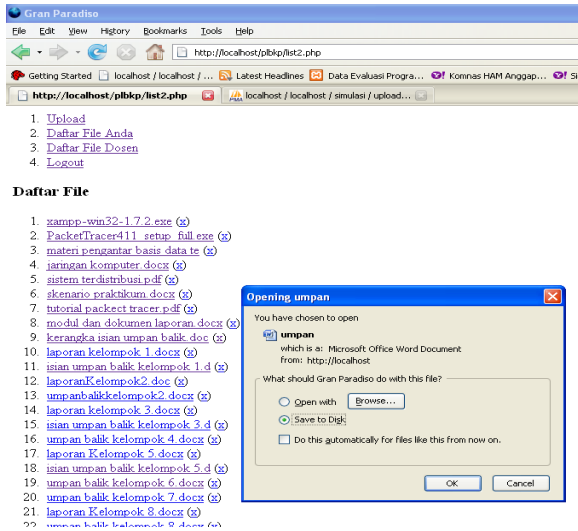 Gran Paradiso
File Edit View History Bookmarks Tools Help
http://localhost/plbkp/list2.php
Getting Started localhost / localhost / ... Latest Headlines Data Evaluasi Progra... Komnas HAM Anggap... Si
http://localhost/plbkp/list2.php localhost / localhost / simulasi / upload...
1. Upload
2. Daftar File Anda
3. Daftar File Dosen
4. Logout
Daftar File
1. xampp-win32-1.7.2.exe (x)
2. PacketTracer411_setup_full.exe (x)
3. materi pengantar basis data te (x)
4. jaringan komputer.docx (x)
5. sistem terdistribusi.pdf (x)
6. skenario praktikum.docx (x)
7. tutorial packect tracer.pdf (x)
8. modul dan dokumen laporan.docx (x)
9. kerangka isian umpan balik.doc (x)
10. laporan kelompok 1.docx (x)
11. isian umpan balik kelompok 1.d (x)
12. laporanKelompok2.doc (x)
13. umpanbalikkelompok2.docx (x)
14. laporan kelompok 3.docx (x)
15. isian umpan balik kelompok 3.d (x)
16. umpan balik kelompok 4.docx (x)
17. laporan Kelompok 5.docx (x)
18. isian umpan balik kelompok 5.d (x)
19. umpan balik kelompok 6.docx (x)
20. umpan balik kelompok 7.docx (x)
21. laporan Kelompok 8.docx (x)
22. umpan balik kelompok 8.docx (x)
Opening umpan
You have chosen to open
umpan
which is a: Microsoft Office Word Document
from: http://localhost
What should Gran Paradiso do with this file?
Open with Browse...
Save to Disk
Do this automatically for files like this from now on.
OK Cancel